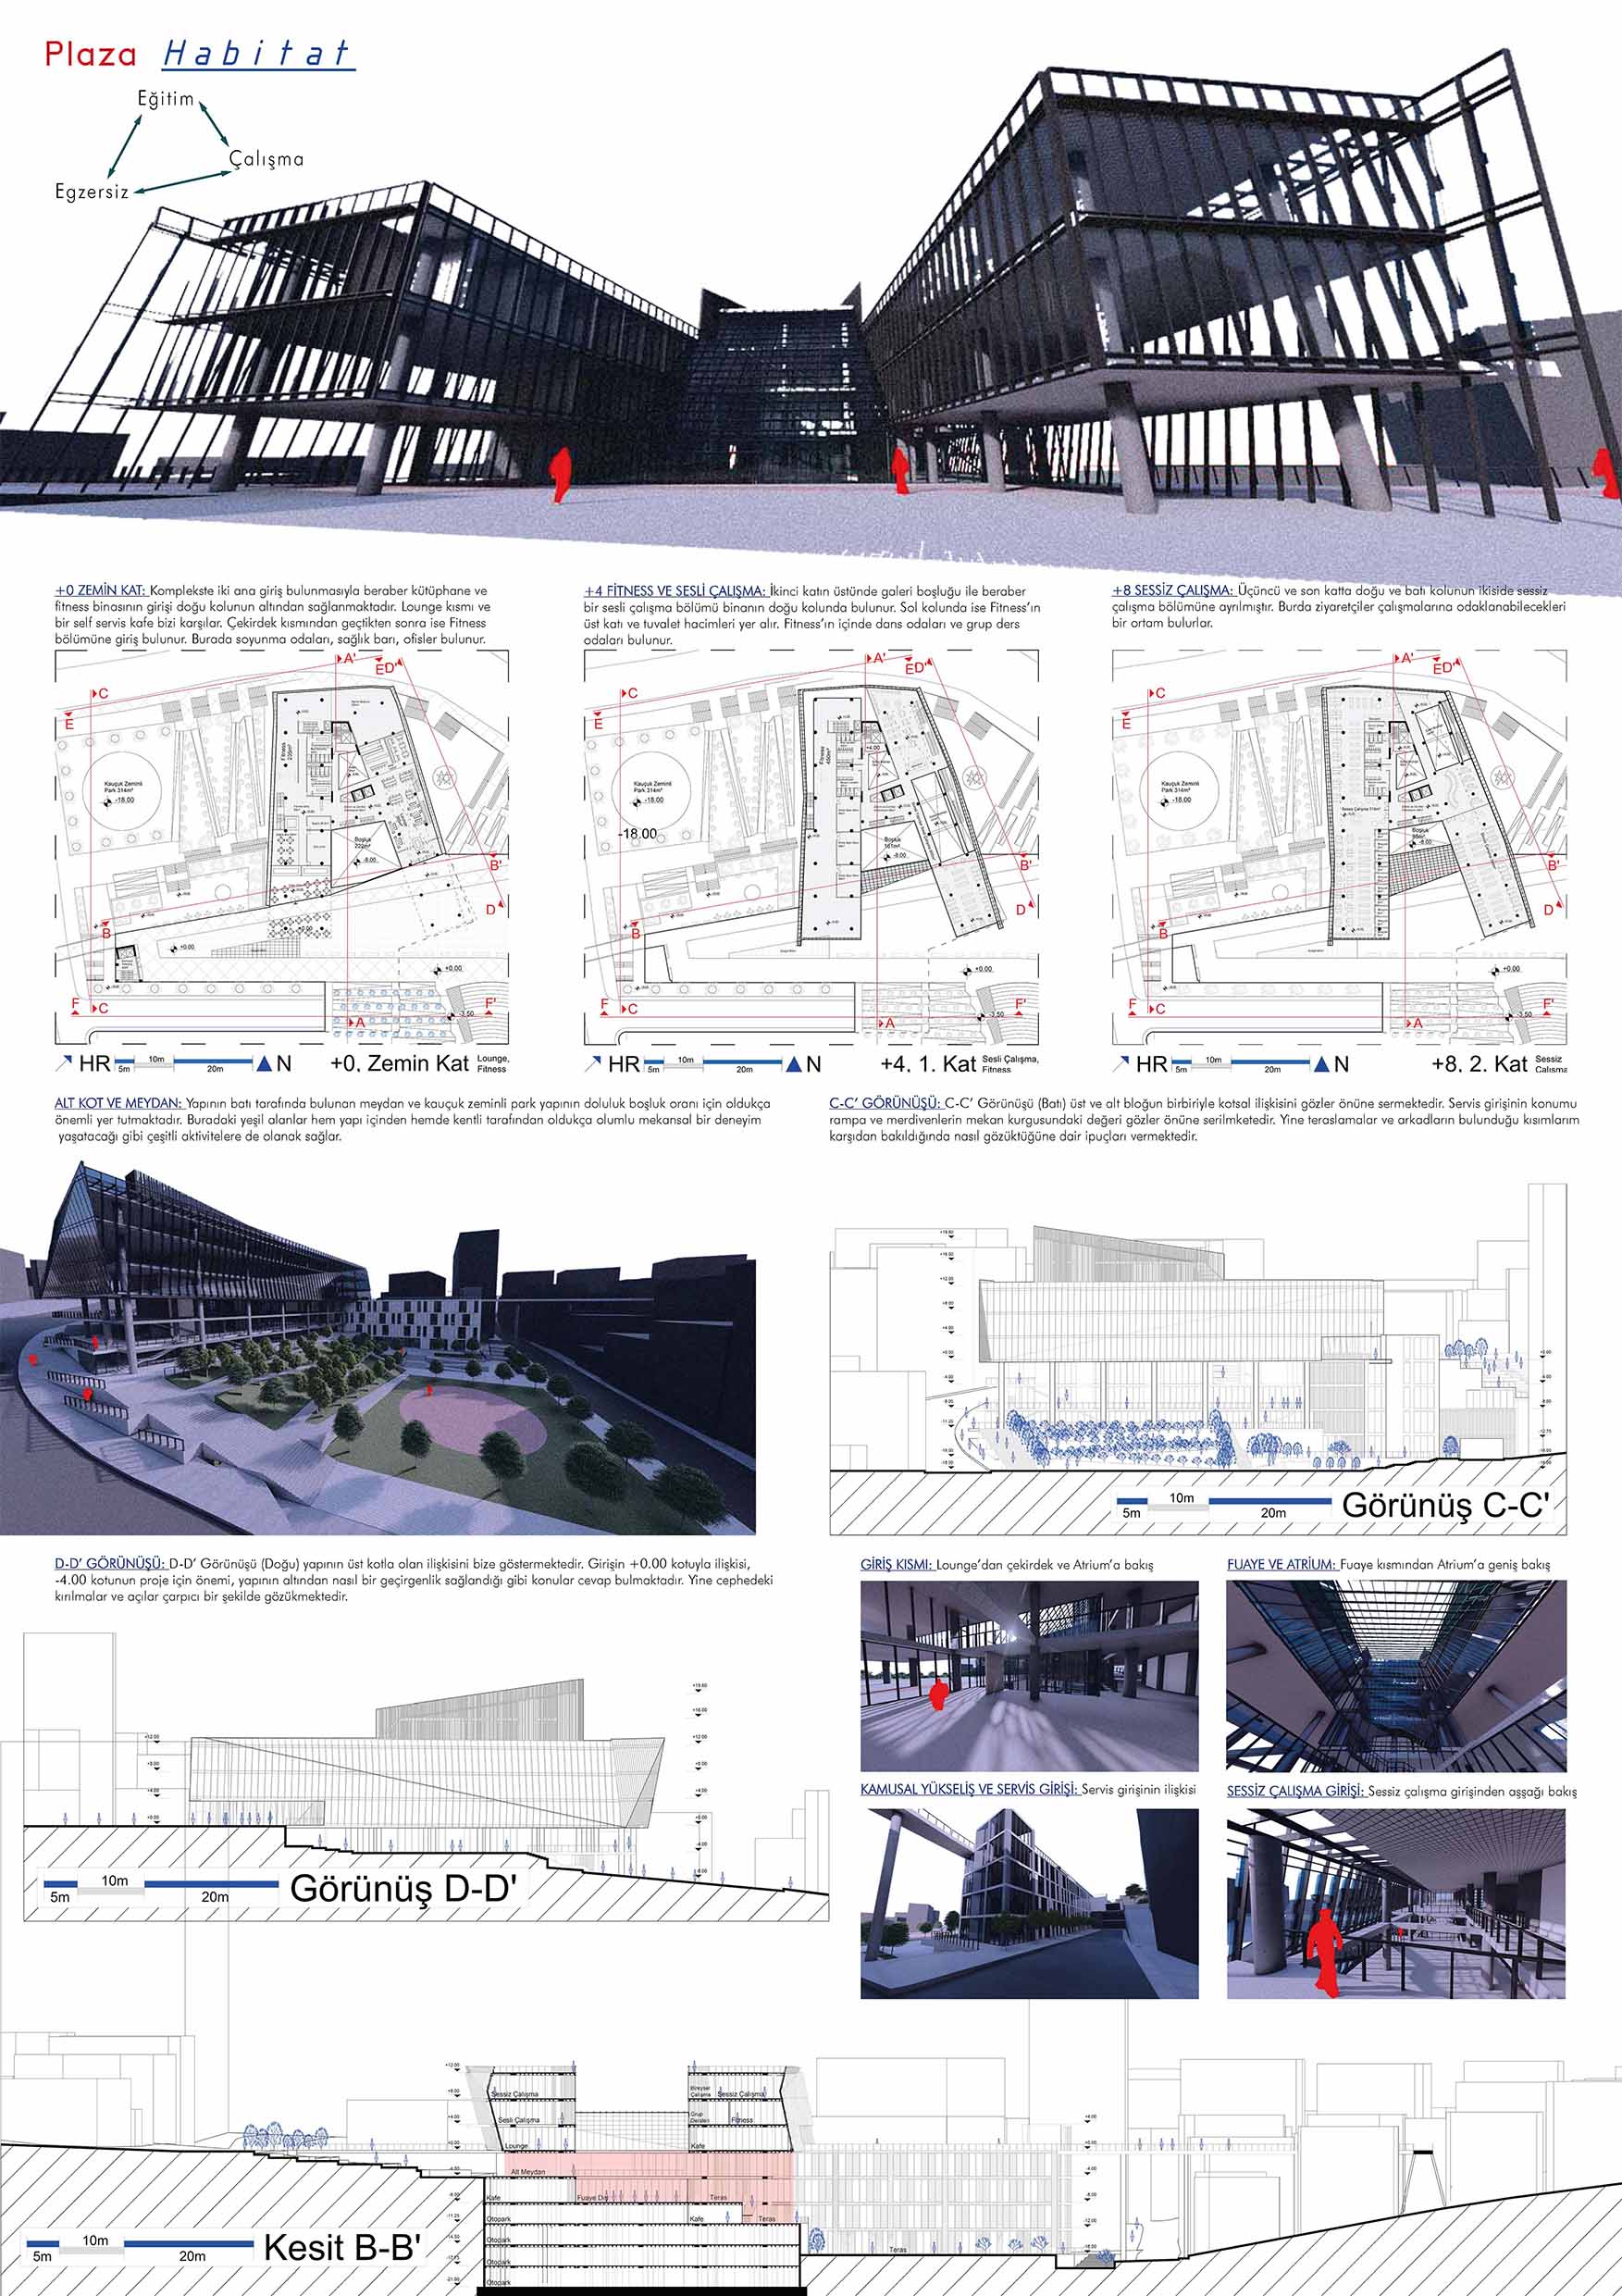 Plaza Habitat
Eğitim
Çalışma
Egzersiz
+0 ZEMİN KAT: Komplekste iki ana giriş bulunmasıyla beraber kütüphane ve
fitness binasının girişi doğu kolunun altından sağlanmaktadır. Lounge kısmı ve
bir self servis kafe bizi karşılar. Çekirdek kısmından geçtikten sonra ise Fitness
bölümüne giriş bulunur. Burada soyunma odaları, sağlık barı, ofisler bulunur.
+4 FİTNESS VE SESLİ ÇALIŞMA: İkinci katın üstünde galeri boşluğu ile beraber
bir sesli çalışma bölümü binanın doğu kolunda bulunur. Sol kolunda ise Fitness'ın
üst katı ve tuvalet hacimleri yer alır. Fitness'ın içinde dans odaları ve grup ders
odaları bulunur.
+8 SESSİZ ÇALIŞMA: Üçüncü ve son katta doğu ve batı kolunun ikiside sessiz
çalışma bölümüne ayrılmıştır. Burda ziyaretçiler çalışmalarına odaklanabilecekleri
bir ortam bulurlar.
A'
ED'
C
E
Kauçuk Zeminli
Park 314m²
-18.00
Fitness
Boşluk
222m²
-8.00
B'
D
B
+0.00
+0.00
F
C
F'
-3.50
A
HR
5m
10m
20m
N
+0, Zemin Kat
Lounge,
Fitness
A'
ED'
C
E
Kauçuk Zeminli
Park 314m²
-18.00
-18.00
Fitness
+4.00
Boşluk
-8.00
B'
D
B
+0.00
F
C
F'
-3.50
A
HR
5m
10m
20m
N
+4, 1. Kat
Sesli Çalışma,
Fitness
A'
ED'
C
E
Kauçuk Zeminli
Park 314m²
-18.00
Boşluk
-8.00
B'
D
B
+0.00
F
C
F'
-3.50
A
HR
5m
10m
20m
N
+8, 2. Kat
Sessiz
Çalışma
ALT KOT VE MEYDAN: Yapının batı tarafında bulunan meydan ve kauçuk zeminli park yapının doluluk boşluk oranı için oldukça
önemli yer tutmaktadır. Buradaki yeşil alanlar hem yapı içinden hemde kentli tarafından oldukça olumlu mekansal bir deneyim
yaşatacağı gibi çeşitli aktivitelere de olanak sağlar.
C-C' GÖRÜNÜŞÜ: C-C' Görünüşü (Batı) üst ve alt bloğun birbiriyle kotsal ilişkisini gözler önüne sermektedir. Servis girişinin konumu
rampa ve merdivenlerin mekan kurgusundaki değeri gözler önüne serilmketedir. Yine teraslamalar ve arkadların bulunduğu kısımlarım
karşıdan bakıldığında nasıl gözüktüğüne dair ipuçları vermektedir.
5m
10m
20m
Görünüş C-C'
D-D' GÖRÜNÜŞÜ: D-D' Görünüşü (Doğu) yapının üst kotla olan ilişkisini bize göstermektedir. Girişin +0.00 kotuyla ilişkisi,
-4.00 kotunun proje için önemi, yapının altından nasıl bir geçirgenlik sağlandığı gibi konular cevap bulmaktadır. Yine cephedeki
kırılmalar ve açılar çarpıcı bir şekilde gözükmektedir.
GİRİŞ KISMI: Lounge'dan çekirdek ve Atrium'a bakış
FUAYE VE ATRIUM: Fuaye kısmından Atrium'a geniş bakış
KAMUSAL YÜKSELİŞ VE SERVİS GİRİŞİ: Servis girişinin ilişkisi
SESSİZ ÇALIŞMA GİRİŞİ: Sessiz çalışma girişinden aşşağı bakış
5m
10m
20m
Görünüş D-D'
Sessiz Çalışma
Bireysel
Çalışma
Sessiz Çalışma
Sesli Çalışma
Grup
Dersleri
Fitness
Lounge
Kafe
Alt Meydan
Kafe
Fuaye Dış
Teras
Otopark
Kafe
Teras
Otopark
Otopark
Otopark
Teras
5m
10m
20m
Kesit B-B'